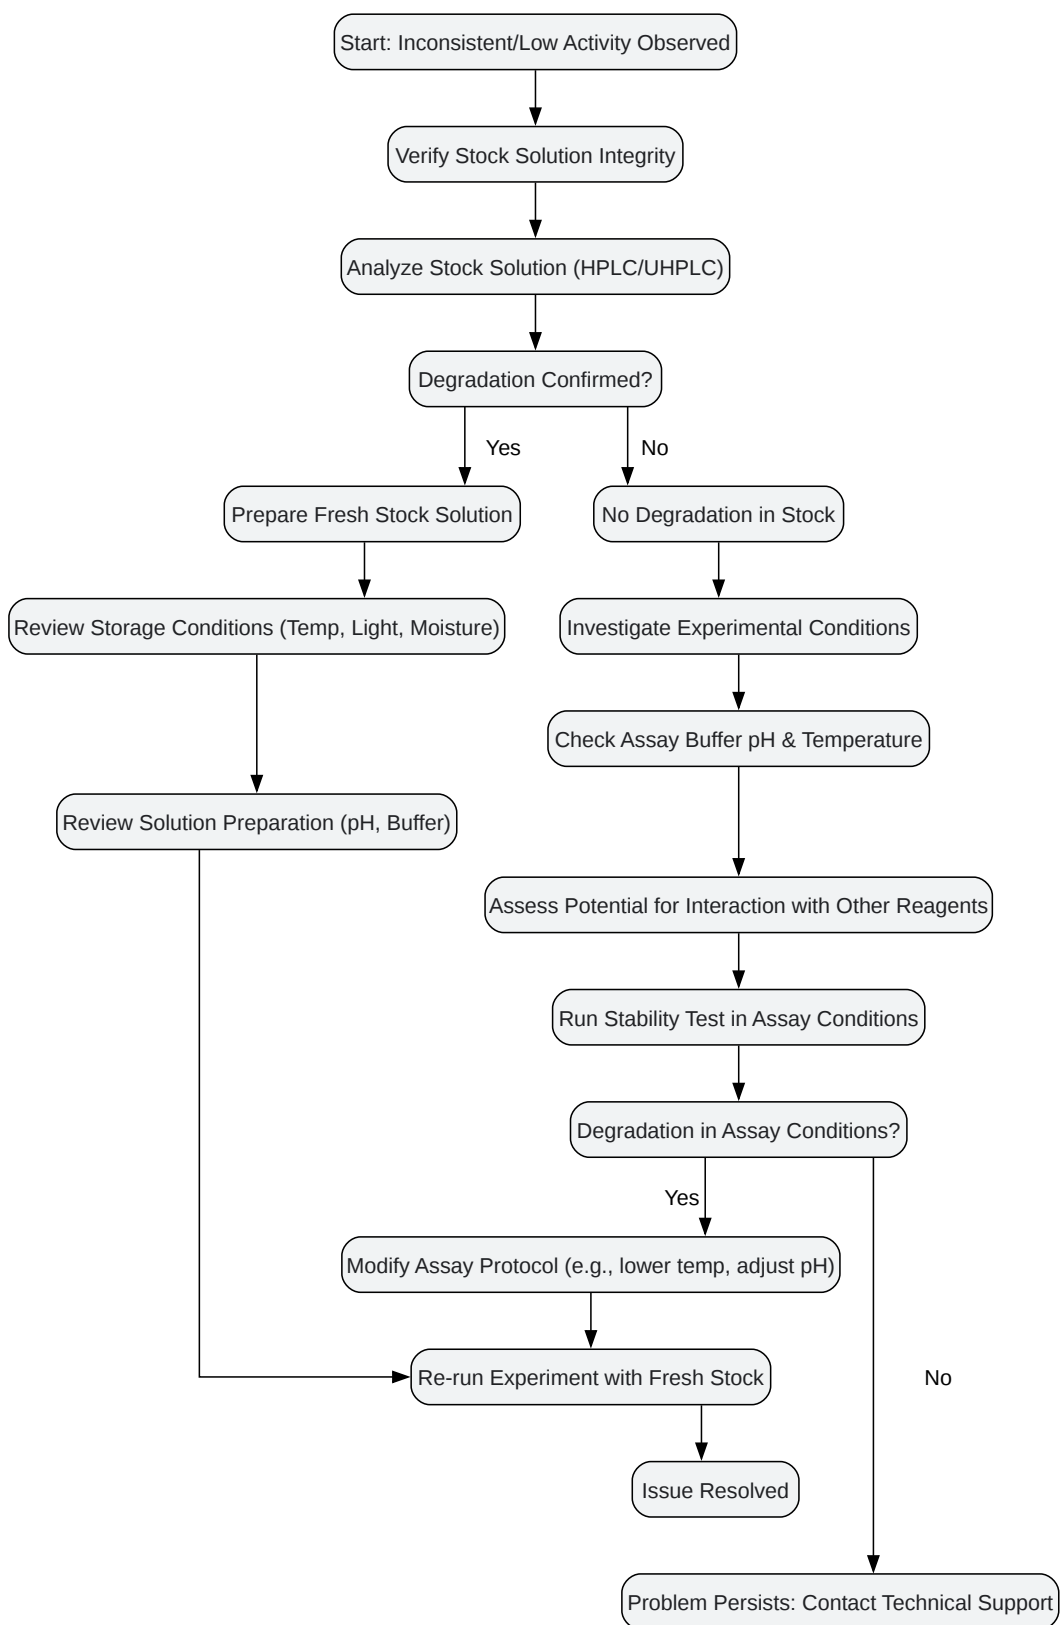 Start: Inconsistent/Low Activity Observed
Verify Stock Solution Integrity
Analyze Stock Solution (HPLC/UHPLC)
Degradation Confirmed?
Yes
No
Prepare Fresh Stock Solution
No Degradation in Stock
Review Storage Conditions (Temp, Light, Moisture)
Investigate Experimental Conditions
Check Assay Buffer pH & Temperature
Review Solution Preparation (pH, Buffer)
Assess Potential for Interaction with Other Reagents
Run Stability Test in Assay Conditions
Degradation in Assay Conditions?
Yes
Modify Assay Protocol (e.g., lower temp, adjust pH)
Re-run Experiment with Fresh Stock
No
Issue Resolved
Problem Persists: Contact Technical Support